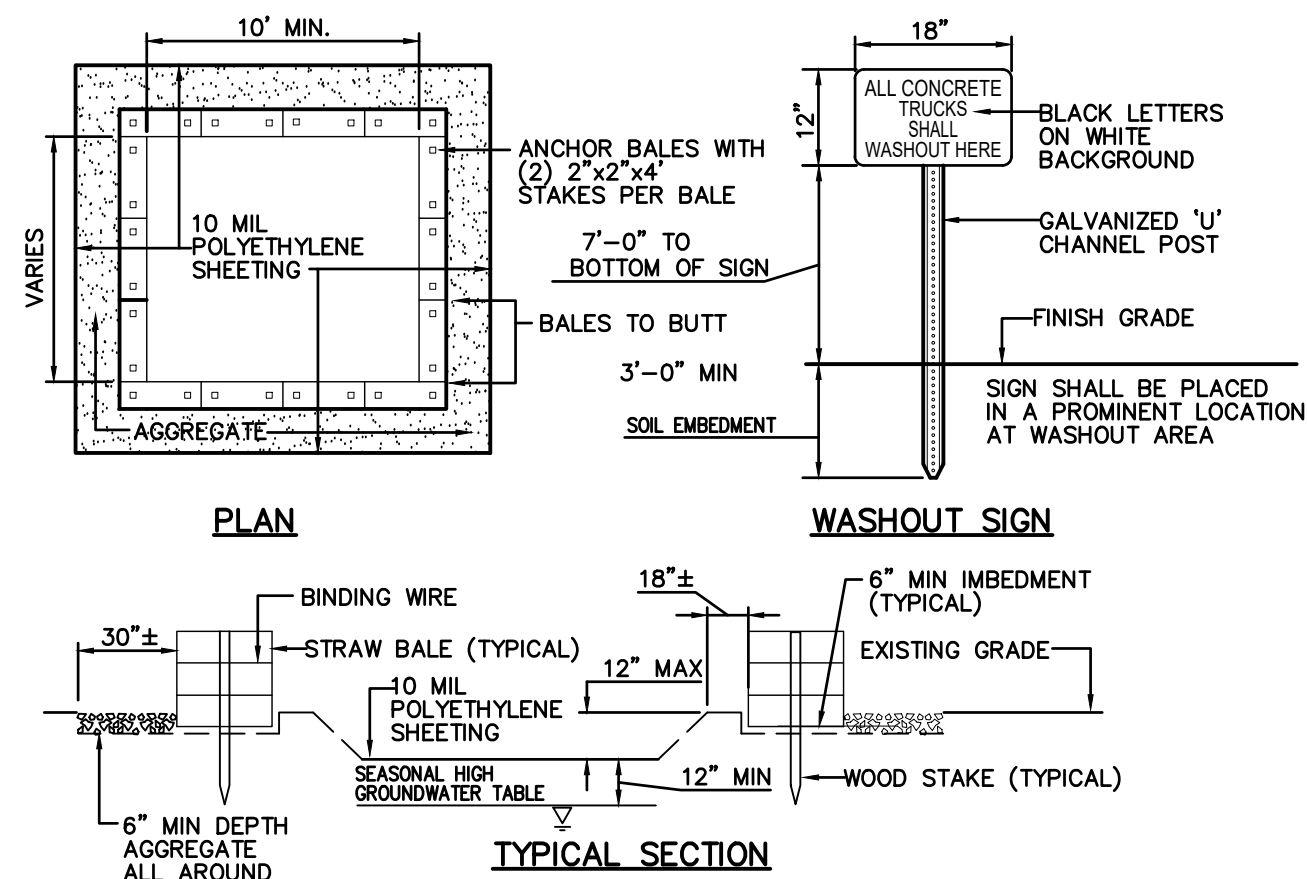 10' MIN.
ANCHOR BALES WITH
(2) 2"x2"x4'
STAKES PER BALE
10 MIL
POLYETHYLENE
SHEETING
VARIES
BALES TO BUTT
AGGREGATE
PLAN
18"
12"
ALL CONCRETE
TRUCKS
SHALL
WASHOUT HERE
BLACK LETTERS
ON WHITE
BACKGROUND
GALVANIZED 'U'
CHANNEL POST
7'-0" TO
BOTTOM OF SIGN
FINISH GRADE
3'-0" MIN
SOIL EMBEDMENT
SIGN SHALL BE PLACED
IN A PROMINENT LOCATION
AT WASHOUT AREA
WASHOUT SIGN
BINDING WIRE
30"±
STRAW BALE (TYPICAL)
10 MIL
POLYETHYLENE
SHEETING
18"±
6" MIN IMBEDMENT
(TYPICAL)
12" MAX
EXISTING GRADE
SEASONAL HIGH
GROUNDWATER TABLE
12" MIN
WOOD STAKE (TYPICAL)
6" MIN DEPTH
AGGREGATE
ALL AROUND
TYPICAL SECTION